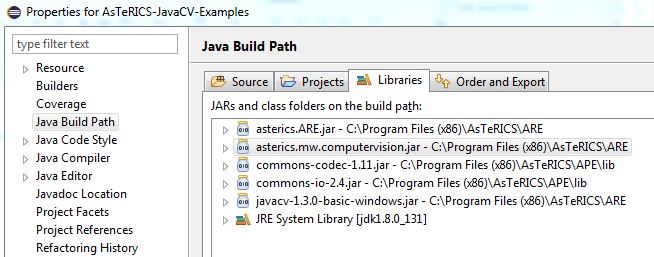 Properties for AsTeRICS-JavaCV-Examples
type filter text
Resource
Builders
Coverage
Java Build Path
Java Code Style
Java Compiler
Java Editor
Javadoc Location
Project Facets
Project References
Refactoring History
Java Build Path
Source
Projects
Libraries
Order and Export
JARs and class folders on the build path:
asterics.ARE.jar - C:\Program Files (x86)\AsTeRICS\ARE
asterics.mw.computervision.jar - C:\Program Files (x86)\AsTeRICS\ARE
commons-codec-1.11.jar - C:\Program Files (x86)\AsTeRICS\APE\lib
commons-io-2.4.jar - C:\Program Files (x86)\AsTeRICS\APE\lib
javacv-1.3.0-basic-windows.jar - C:\Program Files (x86)\AsTeRICS\ARE
JRE System Library [jdk1.8.0_131]